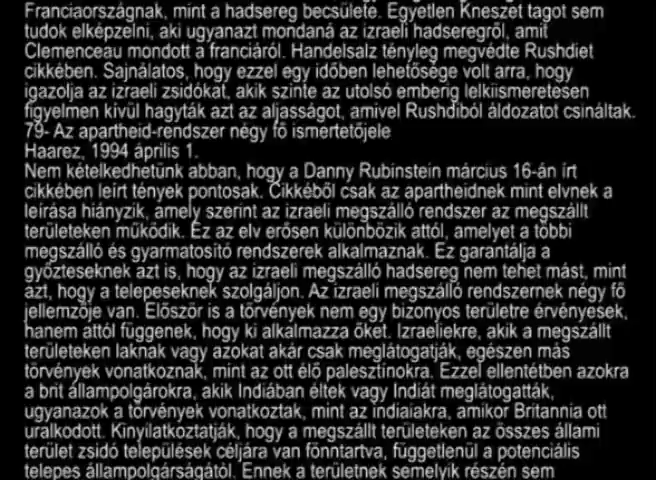 Franciaországnak, mint a hadsereg becsülete. Egyetlen Kneszet tagot sem
tudok elképzelni, aki ugyanazt mondaná az izraeli hadseregről, amit
Clemenceau mondott a franciáról. Handelsalz tényleg megvédte Rushdiet
cikkében. Sajnálatos, hogy ezzel egy időben lehetősége volt arra, hogy
igazolja az izraeli zsidókat, akik szinte az utolsó emberig lelkiismeretesen
figyelmen kívül hagyták azt az aljasságot, amivel Rushdiból áldozatot csináltak.
79- Az apartheid-rendszer négy fő ismertetőjele
Haarez, 1994 április 1.
Nem kételkedhetünk abban, hogy a Danny Rubinstein március 16-án írt
cikkében leírt tények pontosak. Cikkéből csak az apartheidnek mint elvnek a
leírása hiányzik, amely szerint az izraeli megszálló rendszer az megszállt
területeken működik. Ez az elv erősen különbözik attól, amelyet a többi
megszálló és gyarmatosító rendszerek alkalmaznak. Ez garantálja a
győzteseknek azt is, hogy az izraeli megszálló hadsereg nem tehet mást, mint
azt, hogy a telepeseknek szolgáljon. Az izraeli megszálló rendszernek négy fő
jellemzője van. Először is a törvények nem egy bizonyos területre érvényesek,
hanem attól függenek, hogy ki alkalmazza őket. Izraeliekre, akik a megszállt
területeken laknak vagy azokat akár csak meglátogatják, egészen más
törvények vonatkoznak, mint az ott élő palesztinokra. Ezzel ellentétben azokra
a brit állampolgárokra, akik Indiában éltek vagy Indiát meglátogatták,
ugyanazok a törvények vonatkoztak, mint az indiaiakra, amikor Britannia ott
uralkodott. Kinyilatkoztatják, hogy a megszállt területeken az összes állami
terület zsidó települések céljára van fönntartva, függetlenül a potenciális
telepes állampolgárságától. Ennek a területnek semelyik részén sem